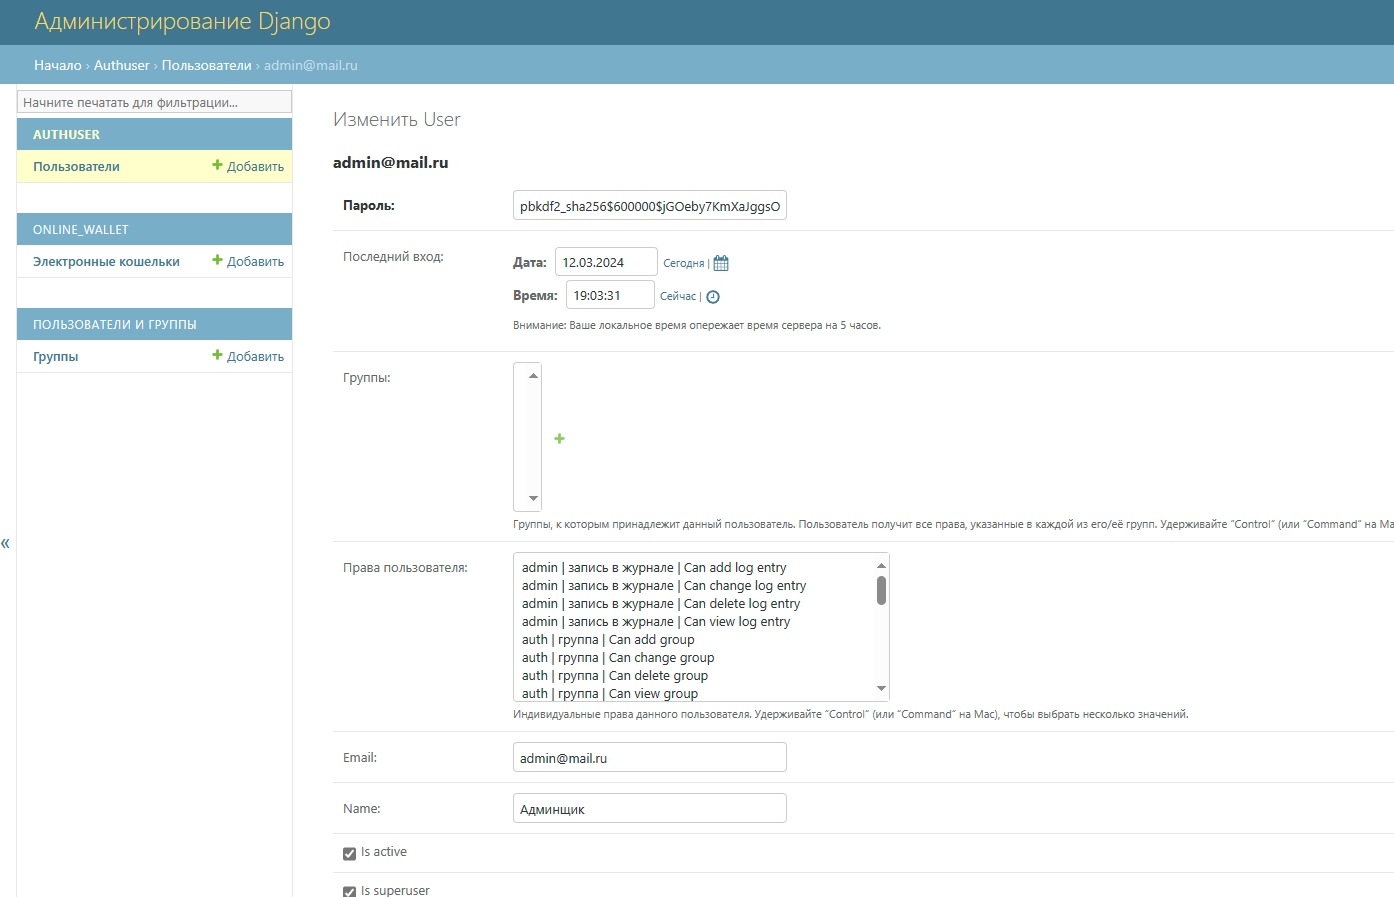 Администрирование Django
Начало › Authuser › Пользователи › admin@mail.ru
Начните печатать для фильтрации...
AUTHUSER
Пользователи + Добавить
ONLINE_WALLET
Электронные кошельки + Добавить
ПОЛЬЗОВАТЕЛИ И ГРУППЫ
Группы + Добавить
«
Изменить User
admin@mail.ru
Пароль: pbkdf2_sha256$600000$jGOeby7KmXaJggsO
Последний вход:
Дата: 12.03.2024 Сегодня |
Время: 19:03:31 Сейчас |
Внимание: Ваше локальное время опережает время сервера на 5 часов.
Группы:
Группы, к которым принадлежит данный пользователь. Пользователь получит все права, указанные в каждой из его/её групп. Удерживайте “Control“ (или “Command“ на Ma
Права пользователя:
admin | запись в журнале | Can add log entry
admin | запись в журнале | Can change log entry
admin | запись в журнале | Can delete log entry
admin | запись в журнале | Can view log entry
auth | группа | Can add group
auth | группа | Can change group
auth | группа | Can delete group
auth | группа | Can view group
Индивидуальные права данного пользователя. Удерживайте “Control“ (или “Command“ на Mac), чтобы выбрать несколько значений.
Email: admin@mail.ru
Name: Админщик
Is active
Is superuser